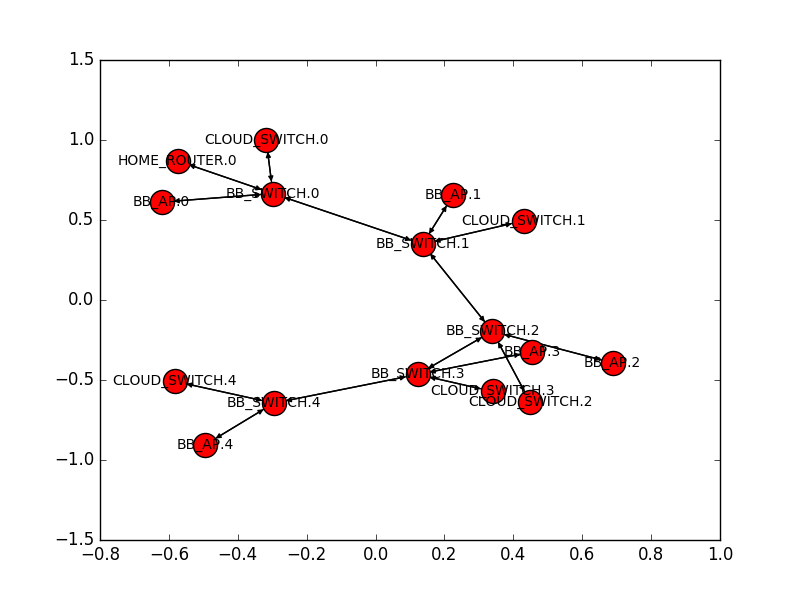 1.5
CLOUD_SWITCH.0
1.0
HOME_ROUTER.0
BB_SWITCH.0
BB_AP.1
BB_AP.0
0.5
CLOUD_SWITCH.1
BB_SWITCH.1
0.0
BB_SWITCH.2
BB_AP.3
BB_AP.2
BB_SWITCH.3
−0.5
CLOUD_SWITCH.4
CLOUD_SWITCH.3
BB_SWITCH.4
CLOUD_SWITCH.2
BB_AP.4
−1.0
−1.5
−0.8 −0.6 −0.4 −0.2 0.0 0.2 0.4 0.6 0.8 1.0